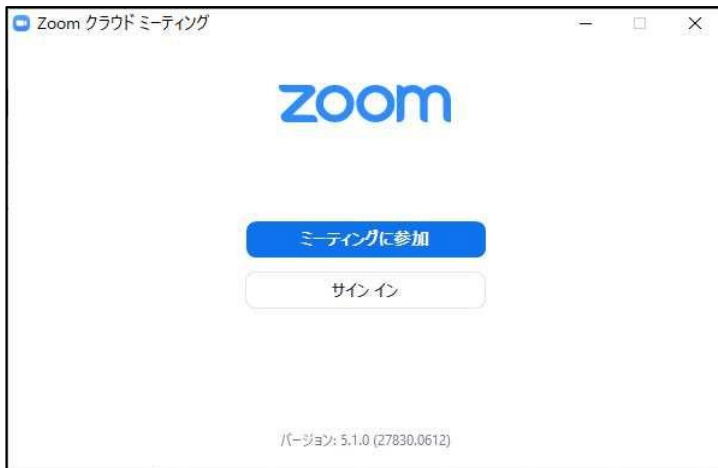 Zoom クラウド ミーティング
zoom
ミーティングに参加
サイン イン
バージョン: 5.1.0 (27830.0612)